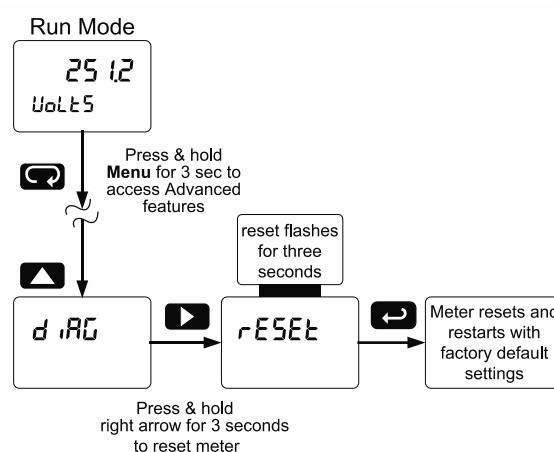 Run Mode
251.2
VoLtS
Press & hold
Menu for 3 sec to
access Advanced
features
reset flashes
for three
seconds
diAG
rESEt
Meter resets and
restarts with
factory default
settings
Press & hold
right arrow for 3 seconds
to reset meter